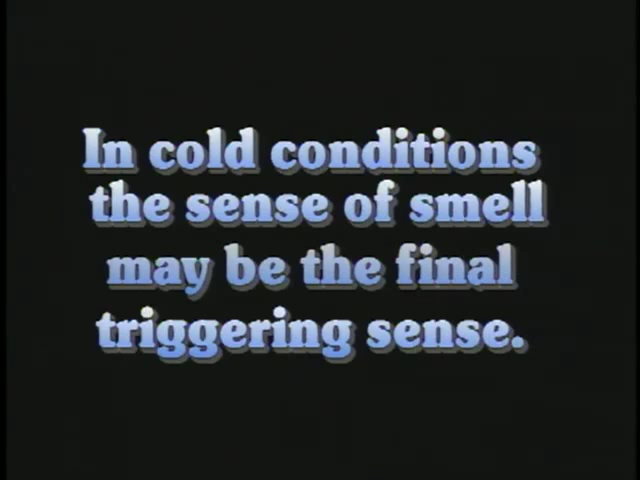 In cold conditions
the sense of smell
may be the final
triggering sense.